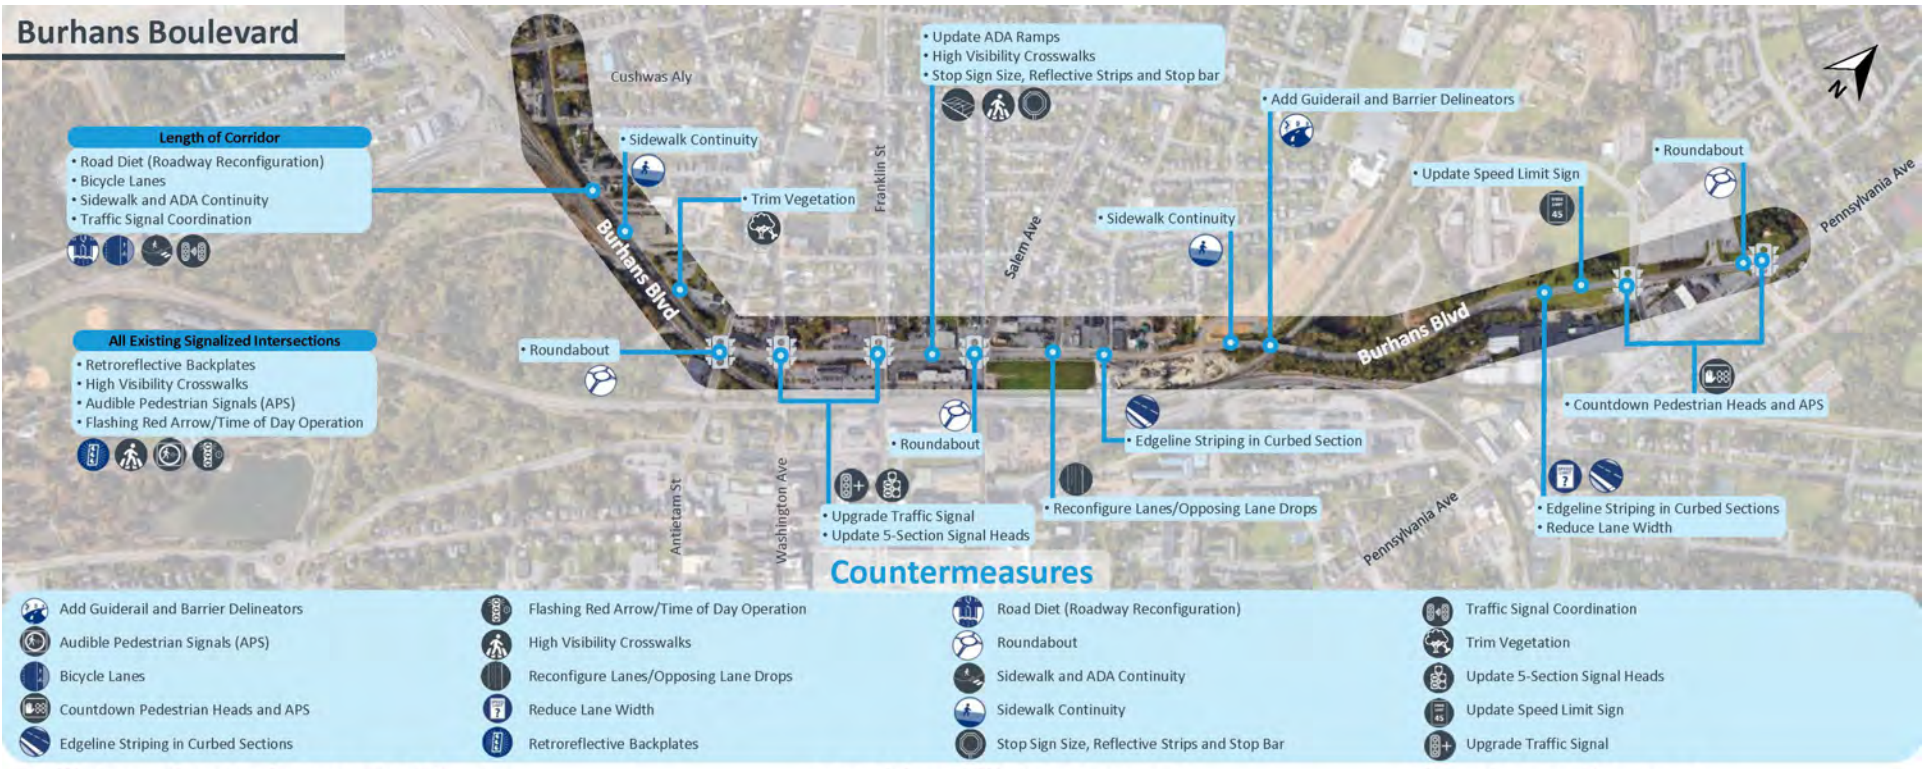 Burhans Boulevard
Cushwas Aly
• Update ADA Ramps
• High Visibility Crosswalks
• Stop Sign Size, Reflective Strips and Stop bar
N
• Add Guiderail and Barrier Delineators
Length of Corridor
• Road Diet (Roadway Reconfiguration)
• Bicycle Lanes
• Sidewalk and ADA Continuity
• Traffic Signal Coordination
• Sidewalk Continuity
• Trim Vegetation
Franklin St
Salem Ave
• Sidewalk Continuity
• Update Speed Limit Sign
45
• Roundabout
Pennsylvania Ave
Burhans Blvd
Burhans Blvd
All Existing Signalized Intersections
• Retroreflective Backplates
• High Visibility Crosswalks
• Audible Pedestrian Signals (APS)
• Flashing Red Arrow/Time of Day Operation
• Roundabout
• Roundabout
• Edgeline Striping in Curbed Section
• Countdown Pedestrian Heads and APS
Antietam St
Washington Ave
• Upgrade Traffic Signal
• Update 5-Section Signal Heads
• Reconfigure Lanes/Opposing Lane Drops
Pennsylvania Ave
?
• Edgeline Striping in Curbed Sections
• Reduce Lane Width
Countermeasures
Add Guiderail and Barrier Delineators
Audible Pedestrian Signals (APS)
Bicycle Lanes
Countdown Pedestrian Heads and APS
Edgeline Striping in Curbed Sections
Flashing Red Arrow/Time of Day Operation
High Visibility Crosswalks
Reconfigure Lanes/Opposing Lane Drops
?
Reduce Lane Width
Retroreflective Backplates
Road Diet (Roadway Reconfiguration)
Roundabout
Sidewalk and ADA Continuity
Sidewalk Continuity
Stop Sign Size, Reflective Strips and Stop Bar
Traffic Signal Coordination
Trim Vegetation
Update 5-Section Signal Heads
45
Update Speed Limit Sign
Upgrade Traffic Signal